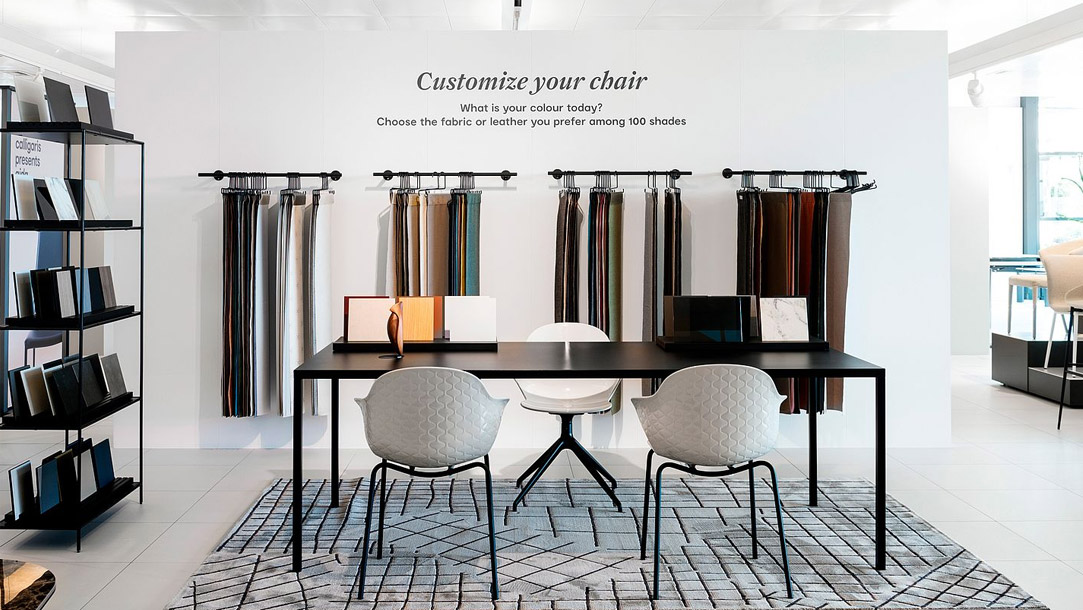 Customize your chair
What is your colour today?
Choose the fabric or leather you prefer among 100 shades
calligaris
presents